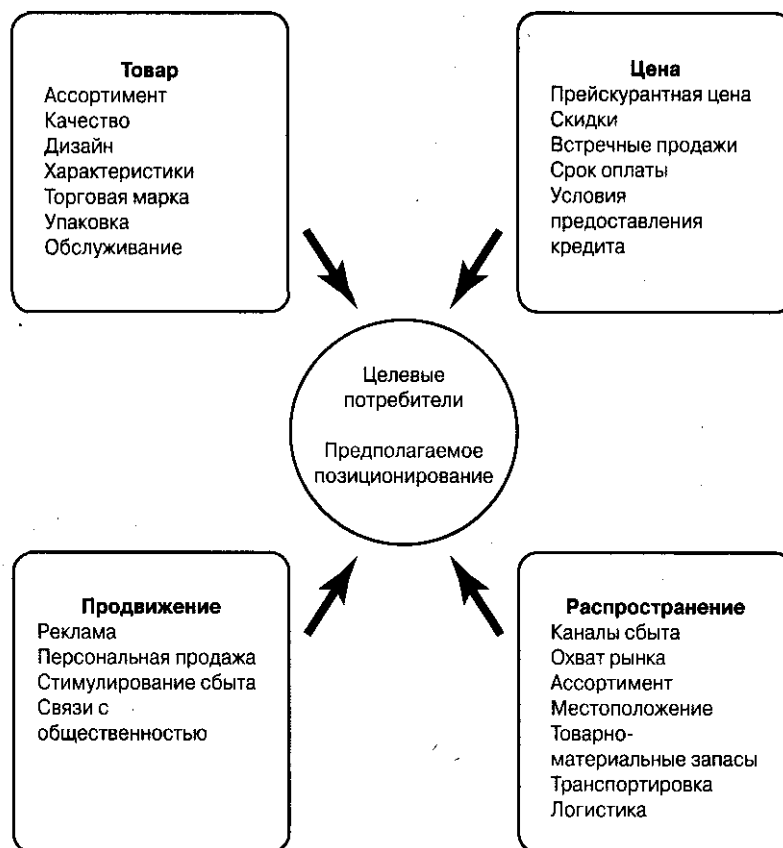 Товар
Ассортимент
Качество
Дизайн
Характеристики
Торговая марка
Упаковка
Обслуживание
Цена
Прейскурантная цена
Скидки
Встречные продажи
Срок оплаты
Условия
предоставления
кредита
Целевые
потребители
Предполагаемое
позиционирование
Продвижение
Реклама
Персональная продажа
Стимулирование сбыта
Связи с
общественностью
Распространение
Каналы сбыта
Охват рынка
Ассортимент
Местоположение
Товарно-
материальные запасы
Транспортировка
Логистика